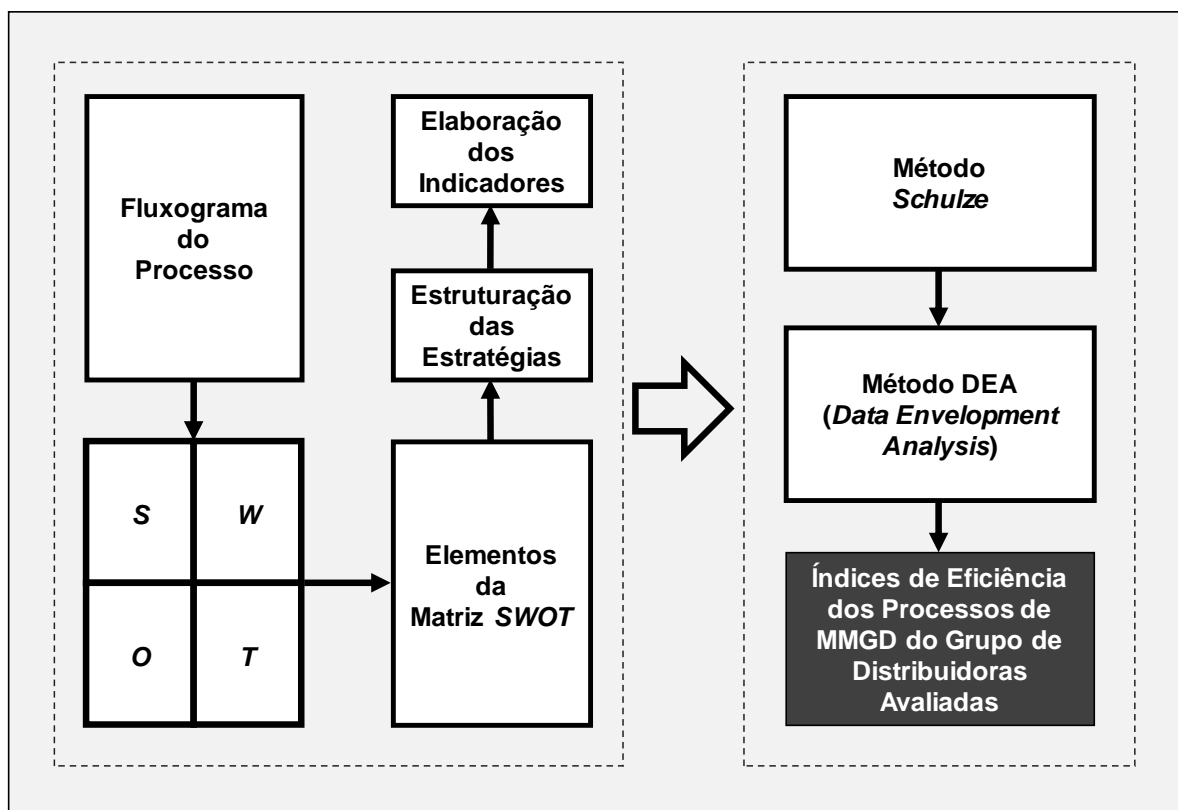 Fluxograma
do
Processo
S
W
O
T
Elementos
da
Matriz SWOT
Estruturação
das
Estratégias
Elaboração
dos
Indicadores
Método
Schulze
Método DEA
(Data Envelopment
Analysis)
Índices de Eficiência
dos Processos de
MMGD do Grupo de
Distribuidoras
Avaliadas